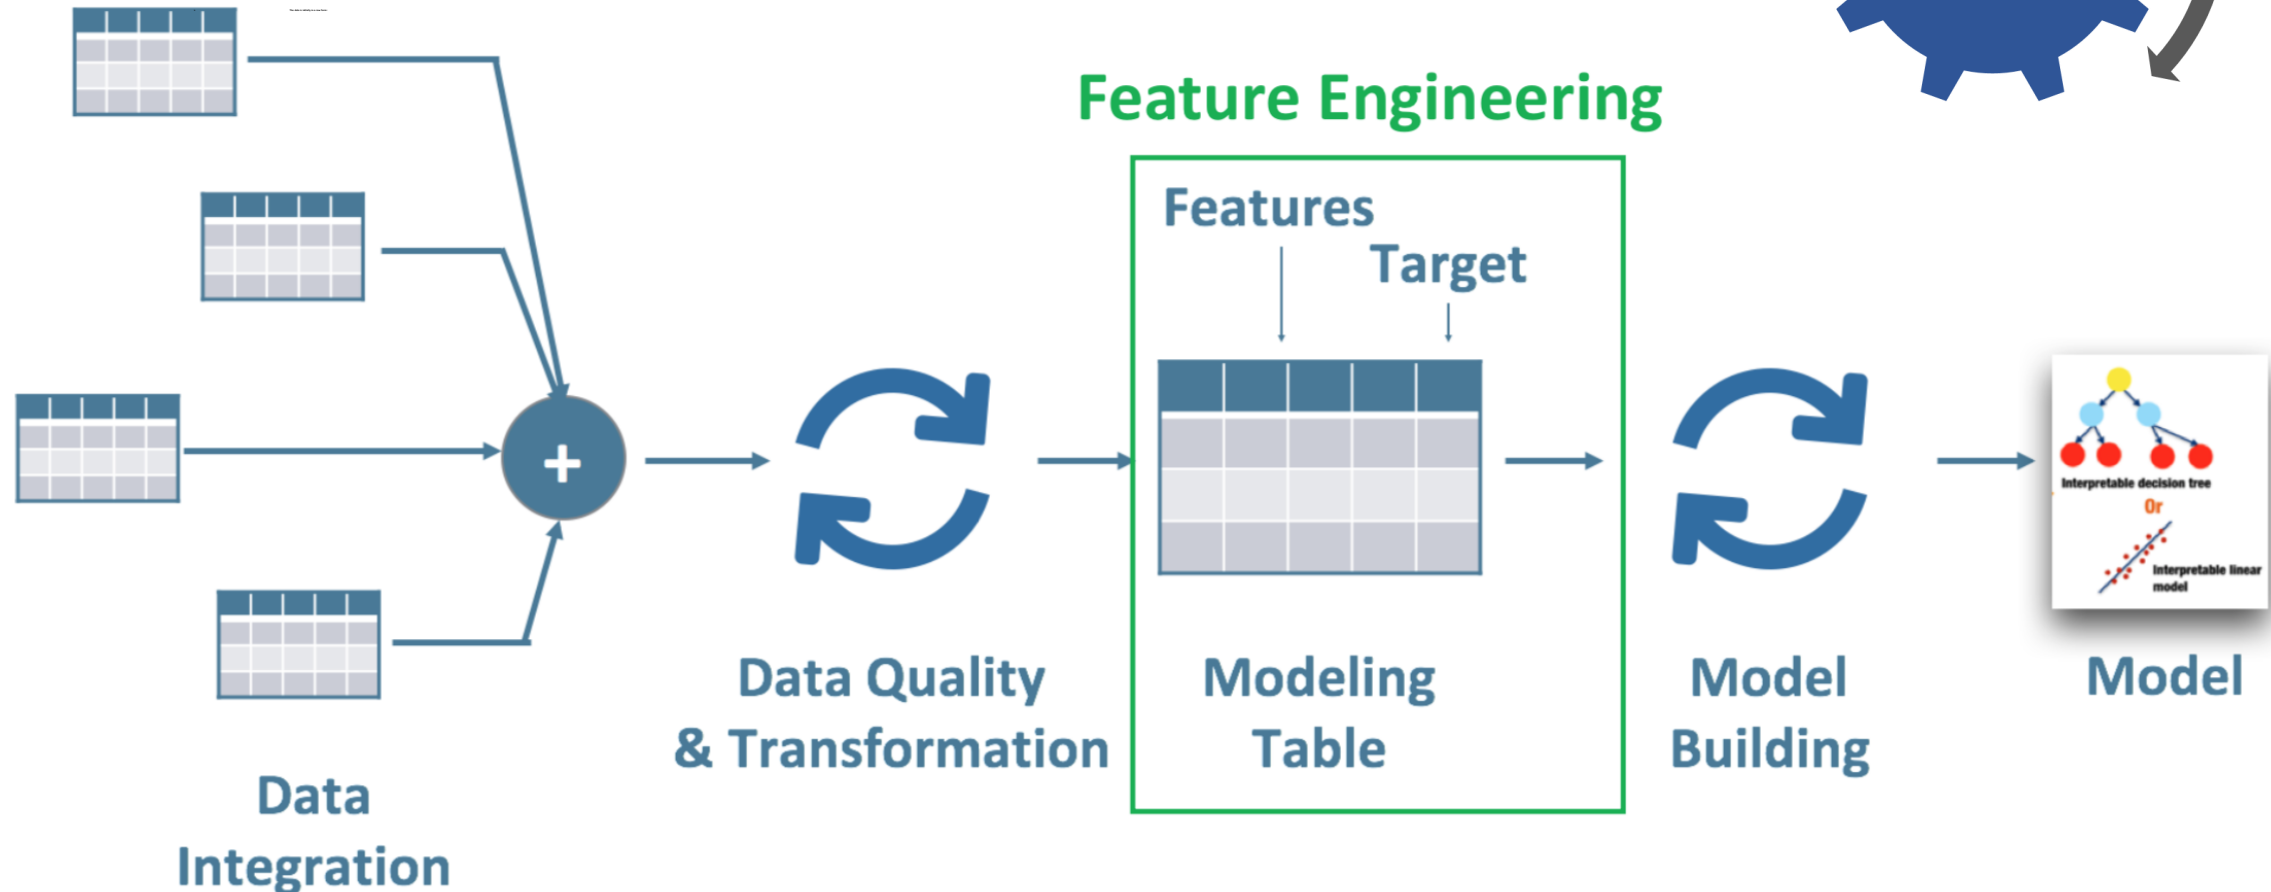 Feature Engineering
Features
Target
Data
Integration
Data Quality
& Transformation
Modeling
Table
Model
Building
Interpretable decision tree
Or
Interpretable linear
model
Model